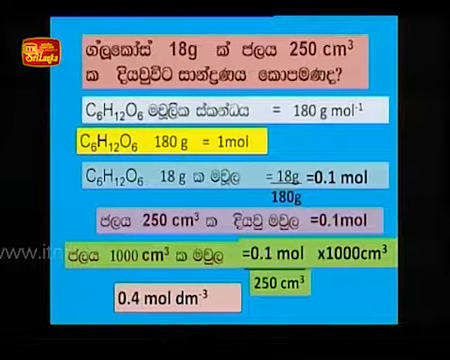 ග්ලූකෝස් 18g ක් ජලය 250 cm³
ක දියවූවිට සාන්ද්‍රණය කොපමණද?
C₆H₁₂O₆ මවුලික ස්කන්ධය = 180 g mol⁻¹
C₆H₁₂O₆ 180 g = 1mol
C₆H₁₂O₆ 18 g ක මවුල = 18g =0.1 mol
180g
ජලය 250 cm³ ක දියවූ මවුල =0.1mol
ජලය 1000 cm³ ක මවුල =0.1 mol x1000cm³
250 cm³
0.4 mol dm⁻³